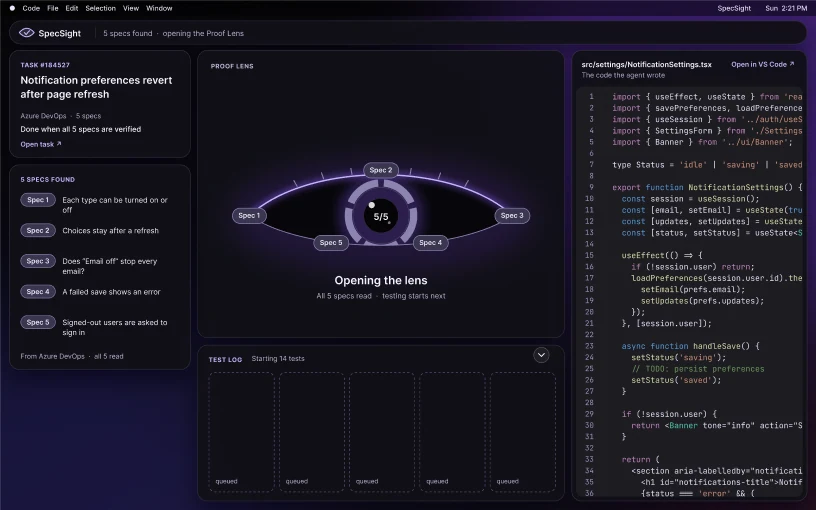 Code File Edit Selection View Window
SpecSight Sun 2:21 PM
SpecSight
5 specs found · opening the Proof Lens
TASK #184527
Notification preferences revert
after page refresh
Azure DevOps · 5 specs
Done when all 5 specs are verified
Open task ↗
5 SPECS FOUND
Spec 1 Each type can be turned on or
off
Spec 2 Choices stay after a refresh
Spec 3 Does "Email off" stop every
email?
Spec 4 A failed save shows an error
Spec 5 Signed-out users are asked to
sign in
From Azure DevOps · all 5 read
PROOF LENS
Spec 2
Spec 1
5/5
Spec 3
Spec 5
Spec 4
Opening the lens
All 5 specs read · testing starts next
TEST LOG Starting 14 tests
queued queued queued queued queued
src/settings/NotificationSettings.tsx Open in VS Code ↗
The code the agent wrote
1 import { useEffect, useState } from 'rea
2 import { savePreferences, loadPreference
3 import { useSession } from '../auth/useS
4 import { SettingsForm } from './Settings
5 import { Banner } from '../ui/Banner';
6
7 type Status = 'idle' | 'saving' | 'saved
8
9 export function NotificationSettings() {
10 const session = useSession();
11 const [email, setEmail] = useState(tru
12 const [updates, setUpdates] = useState
13 const [status, setStatus] = useState<S
14
15 useEffect(() => {
16 if (!session.user) return;
17 loadPreferences(session.user.id).the
18 setEmail(prefs.email);
19 setUpdates(prefs.updates);
20 });
21 }, [session.user]);
22
23 async function handleSave() {
24 setStatus('saving');
25 // TODO: persist preferences
26 setStatus('saved');
27 }
28
29 if (!session.user) {
30 return <Banner tone="info" action="S
31 }
32
33 return (
34 <section aria-labelledby="notificati
35 <h1 id="notifications-title">Notif
36 {status === 'error' && (